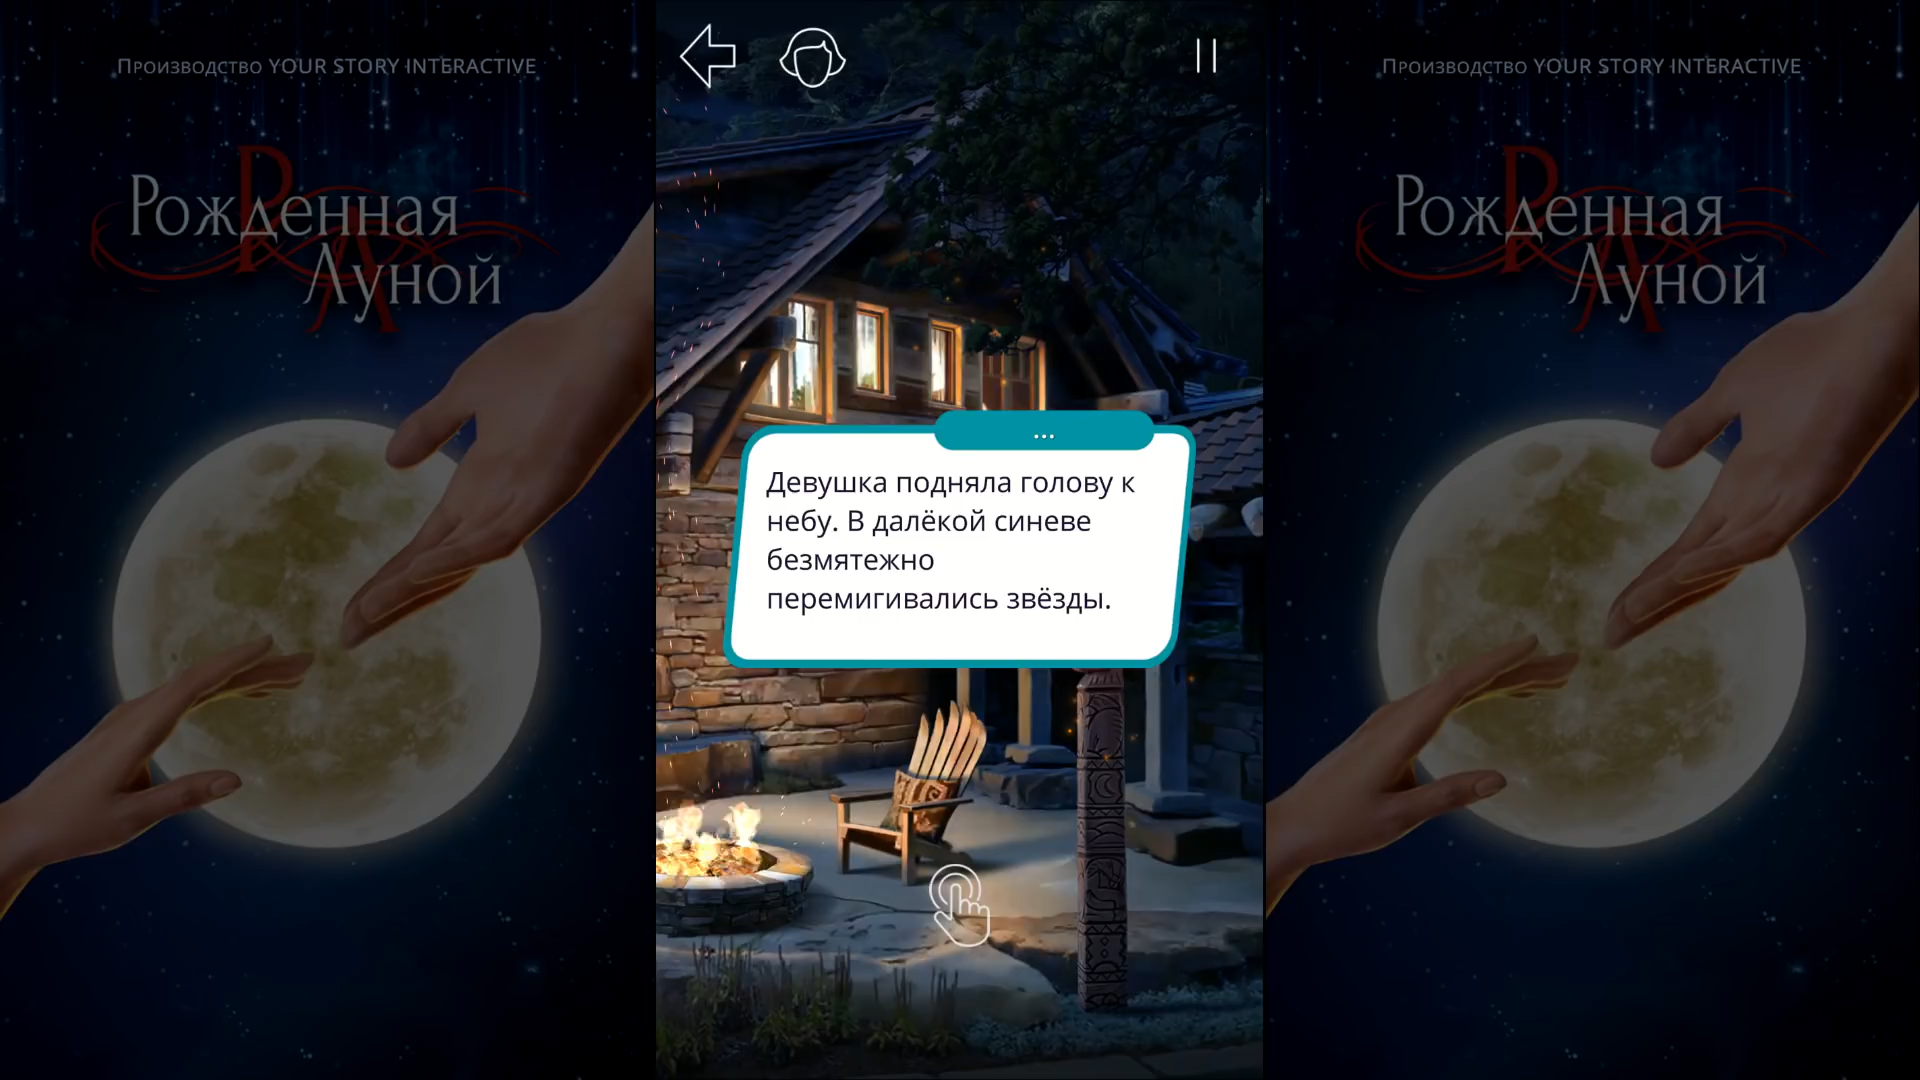 Производство YOUR STORY INTERACTIVE
Рожденная
Луной
...
Девушка подняла голову к
небу. В далёкой синеве
безмятежно
перемигивались звёзды.
Производство YOUR STORY INTERACTIVE
Рожденная
Луной